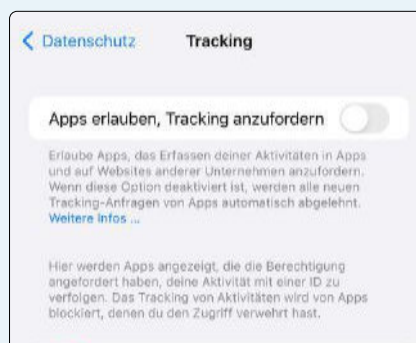 Datenschutz Tracking
Apps erlauben, Tracking anzufordern
Erlaube Apps, das Erfassen deiner Aktivitäten in Apps
und auf Websites anderer Unternehmen anzufordern.
Wenn diese Option deaktiviert ist, werden alle neuen
Tracking-Anfragen von Apps automatisch abgelehnt.
Weitere Infos ...
Hier werden Apps angezeigt, die die Berechtigung
angefordert haben, deine Aktivität mit einer ID zu
verfolgen. Das Tracking von Aktivitäten wird von Apps
blockiert, denen du den Zugriff verwehrt hast.